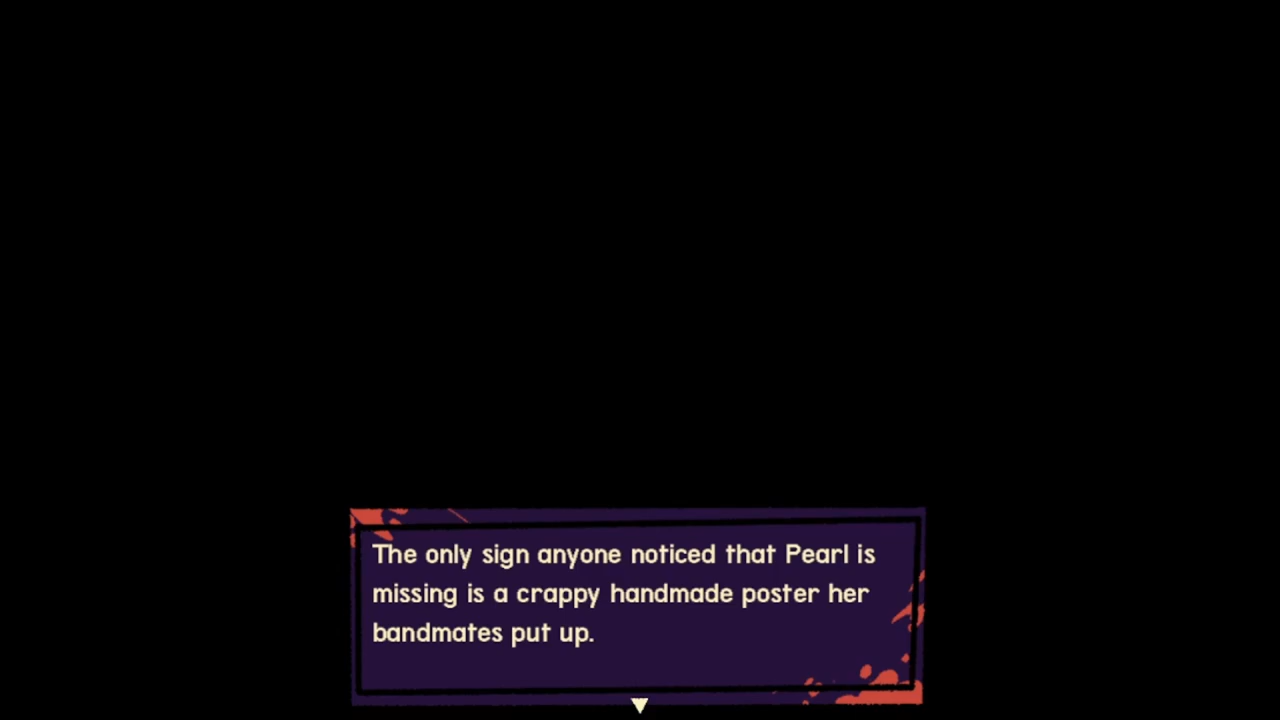 The only sign anyone noticed that Pearl is
missing is a crappy handmade poster her
bandmates put up.